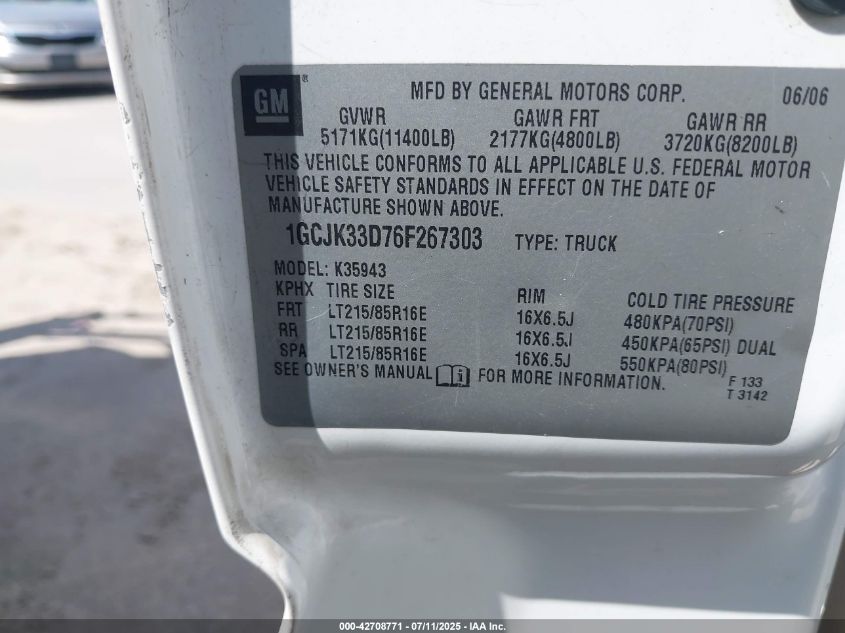 GM ®
MFD BY GENERAL MOTORS CORP. 06/06
GVWR GAWR FRT GAWR RR
5171KG(11400LB) 2177KG(4800LB) 3720KG(8200LB)
THIS VEHICLE CONFORMS TO ALL APPLICABLE U.S. FEDERAL MOTOR
VEHICLE SAFETY STANDARDS IN EFFECT ON THE DATE OF
MANUFACTURE SHOWN ABOVE.
1GCJK33D76F267303 TYPE: TRUCK
MODEL: K35943
KPHX TIRE SIZE RIM COLD TIRE PRESSURE
FRT LT215/85R16E 16X6.5J 480KPA(70PSI)
RR LT215/85R16E 16X6.5J 450KPA(65PSI) DUAL
SPA LT215/85R16E 16X6.5J 550KPA(80PSI)
SEE OWNER'S MANUAL i FOR MORE INFORMATION.
F 133
T 3142
000-42708771 - 07/11/2025 - IAA Inc.